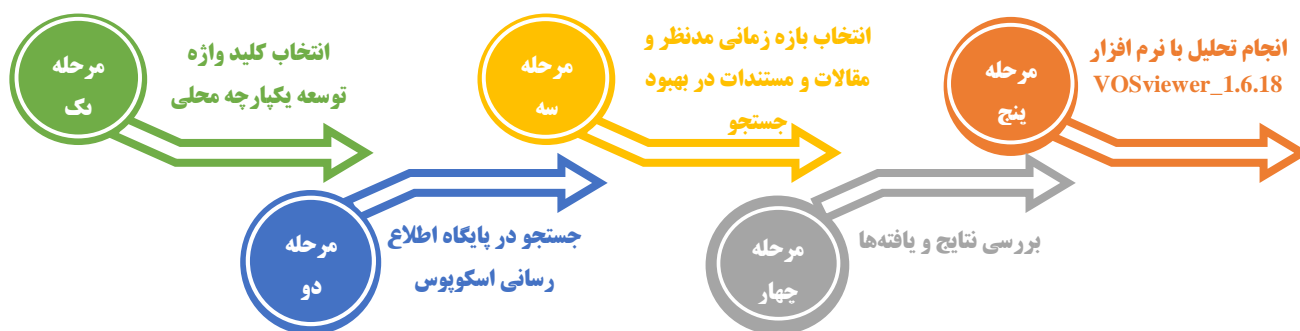 مرحله
یک
انتخاب کلید واژه
توسعه یکپارچه محلی
مرحله
دو
جستجو در پایگاه اطلاع
رسانی اسکوپوس
مرحله
سه
انتخاب بازه زمانی مدنظر و
مقالات و مستندات در بهبود
جستجو
مرحله
چهار
بررسی نتایج و یافته‌ها
مرحله
پنج
انجام تحلیل با نرم افزار
VOSviewer_1.6.18